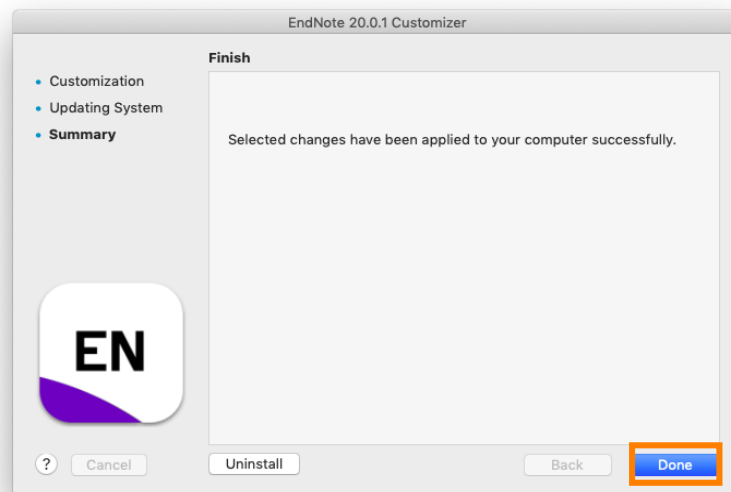 EndNote 20.0.1 Customizer
Finish
Customization
Updating System
Summary
Selected changes have been applied to your computer successfully.
EN
?
Cancel
Uninstall
Back
Done